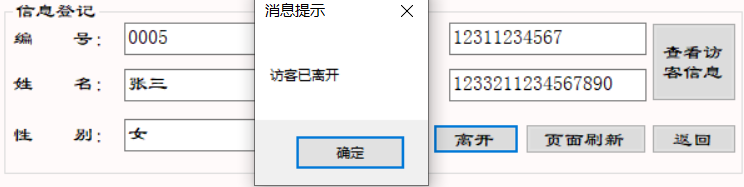 信息登记
消息提示
编 号: 0005
12311234567
查看访客信息
姓 名: 张三
访客已离开
1233211234567890
性 别: 女
确定
离开
页面刷新
返回